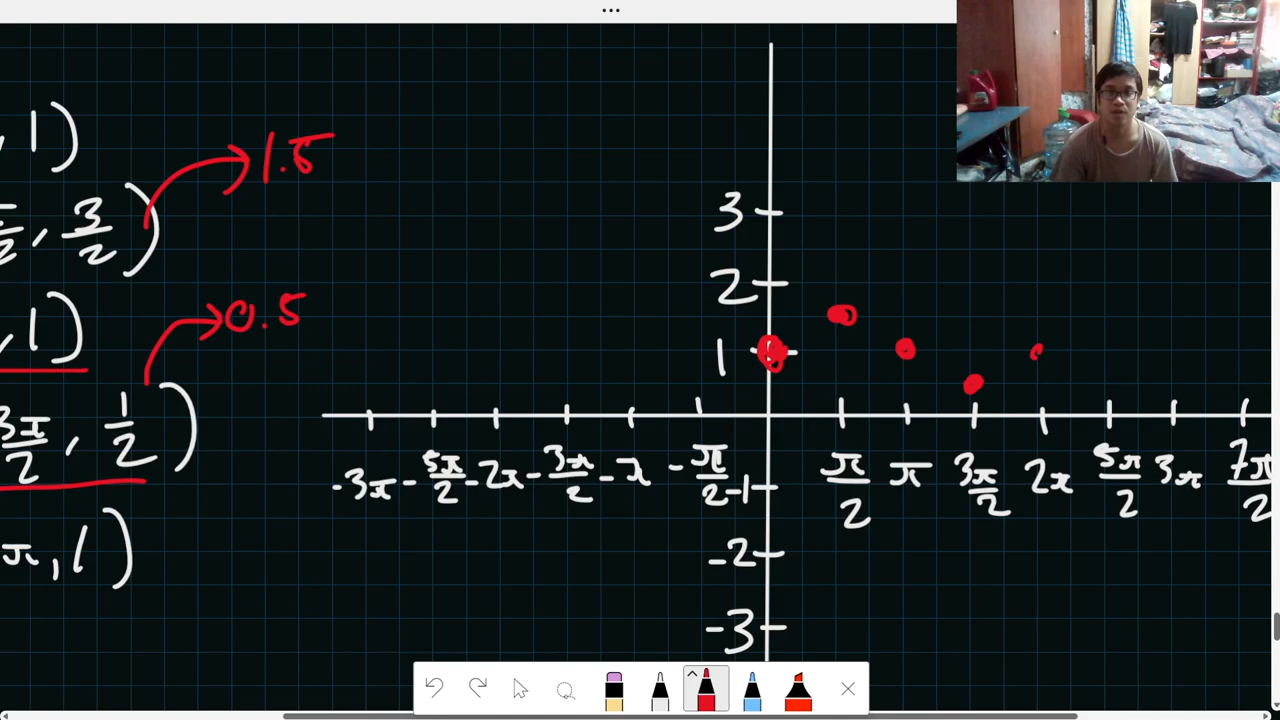 , 1)
π/2, 3/2)
1.5
, 1)
0.5
3π/2, 1/2)
π, 1)
3
2
1
-3π -5π/2 -2π -3π/2 -π -π/2 π/2 π 3π/2 2π 5π/2 3π 7π/2
-1
-2
-3